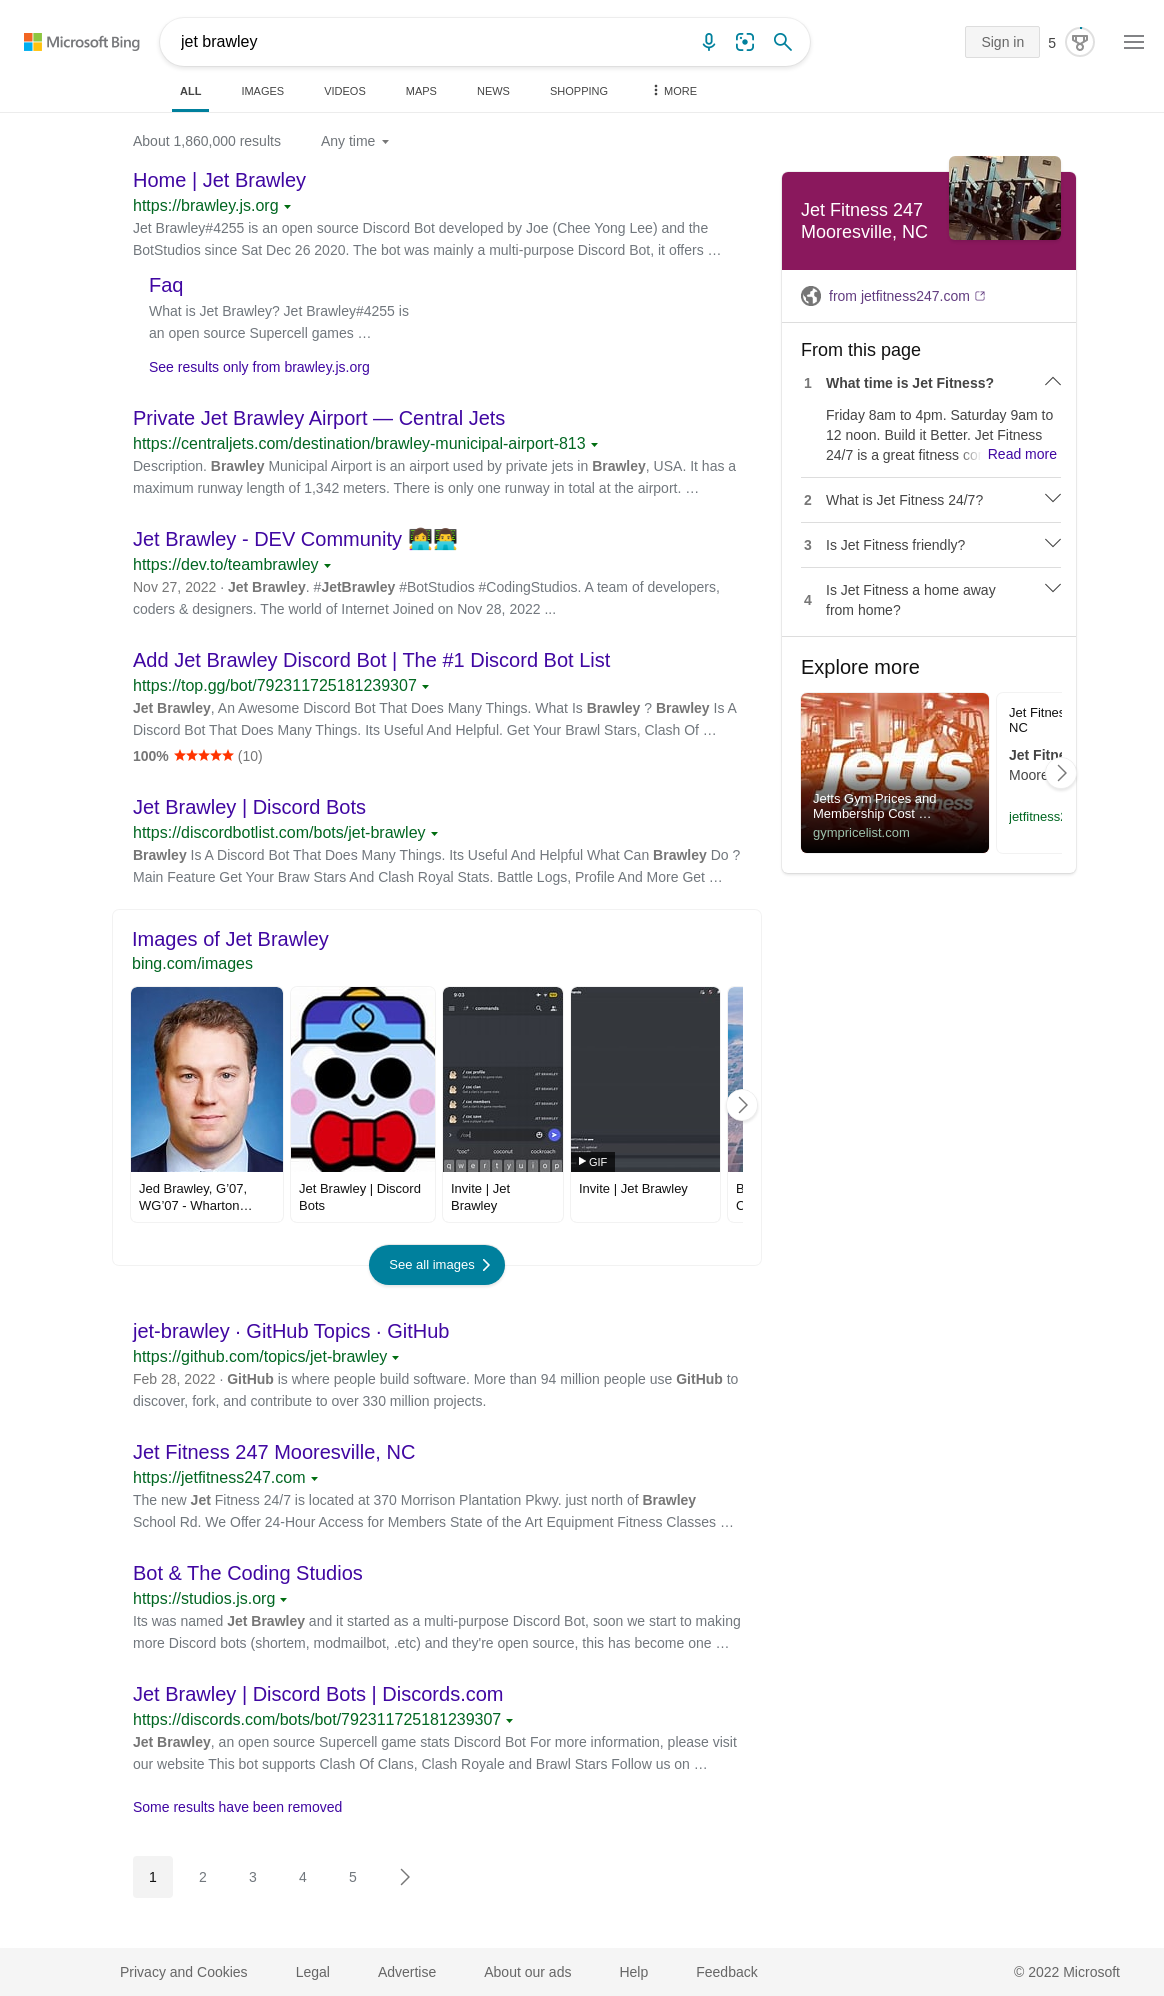 Microsoft Bing
jet brawley
Sign in
5
ALL
IMAGES
VIDEOS
MAPS
NEWS
SHOPPING
MORE
About 1,860,000 results
Any time
Home | Jet Brawley
https://brawley.js.org
Jet Brawley#4255 is an open source Discord Bot developed by Joe (Chee Yong Lee) and the
BotStudios since Sat Dec 26 2020. The bot was mainly a multi-purpose Discord Bot, it offers …
Faq
What is Jet Brawley? Jet Brawley#4255 is
an open source Supercell games …
See results only from brawley.js.org
Private Jet Brawley Airport — Central Jets
https://centraljets.com/destination/brawley-municipal-airport-813
Description. Brawley Municipal Airport is an airport used by private jets in Brawley, USA. It has a
maximum runway length of 1,342 meters. There is only one runway in total at the airport. …
Jet Brawley - DEV Community 👩‍💻👨‍💻
https://dev.to/teambrawley
Nov 27, 2022 · Jet Brawley. #JetBrawley #BotStudios #CodingStudios. A team of developers,
coders & designers. The world of Internet Joined on Nov 28, 2022 ...
Add Jet Brawley Discord Bot | The #1 Discord Bot List
https://top.gg/bot/792311725181239307
Jet Brawley, An Awesome Discord Bot That Does Many Things. What Is Brawley ? Brawley Is A
Discord Bot That Does Many Things. Its Useful And Helpful. Get Your Brawl Stars, Clash Of …
100% ★★★★★ (10)
Jet Brawley | Discord Bots
https://discordbotlist.com/bots/jet-brawley
Brawley Is A Discord Bot That Does Many Things. Its Useful And Helpful What Can Brawley Do ?
Main Feature Get Your Braw Stars And Clash Royal Stats. Battle Logs, Profile And More Get …
Images of Jet Brawley
bing.com/images
9:03
commands
/ coc profile
JET BRAWLEY
/ coc clan
JET BRAWLEY
/ coc members
JET BRAWLEY
/ coc save
JET BRAWLEY
"coc" coconut cockroach
q w e r t y u i o p
GIF
Jed Brawley, G’07,
WG’07 - Wharton…
Jet Brawley | Discord
Bots
Invite | Jet
Brawley
Invite | Jet Brawley
See all images
jet-brawley · GitHub Topics · GitHub
https://github.com/topics/jet-brawley
Feb 28, 2022 · GitHub is where people build software. More than 94 million people use GitHub to
discover, fork, and contribute to over 330 million projects.
Jet Fitness 247 Mooresville, NC
https://jetfitness247.com
The new Jet Fitness 24/7 is located at 370 Morrison Plantation Pkwy. just north of Brawley
School Rd. We Offer 24-Hour Access for Members State of the Art Equipment Fitness Classes …
Bot & The Coding Studios
https://studios.js.org
Its was named Jet Brawley and it started as a multi-purpose Discord Bot, soon we start to making
more Discord bots (shortem, modmailbot, .etc) and they're open source, this has become one …
Jet Brawley | Discord Bots | Discords.com
https://discords.com/bots/bot/792311725181239307
Jet Brawley, an open source Supercell game stats Discord Bot For more information, please visit
our website This bot supports Clash Of Clans, Clash Royale and Brawl Stars Follow us on …
Some results have been removed
1 2 3 4 5
Jet Fitness 247
Mooresville, NC
from jetfitness247.com
From this page
1 What time is Jet Fitness?
Friday 8am to 4pm. Saturday 9am to
12 noon. Build it Better. Jet Fitness
24/7 is a great fitness co Read more
2 What is Jet Fitness 24/7?
3 Is Jet Fitness friendly?
4 Is Jet Fitness a home away
from home?
Explore more
jetts
24 hour fitness
Jetts Gym Prices and
Membership Cost …
gympricelist.com
Jet Fitnes
NC
Jet Fitne
Moore
jetfitness2
Privacy and Cookies
Legal
Advertise
About our ads
Help
Feedback
© 2022 Microsoft